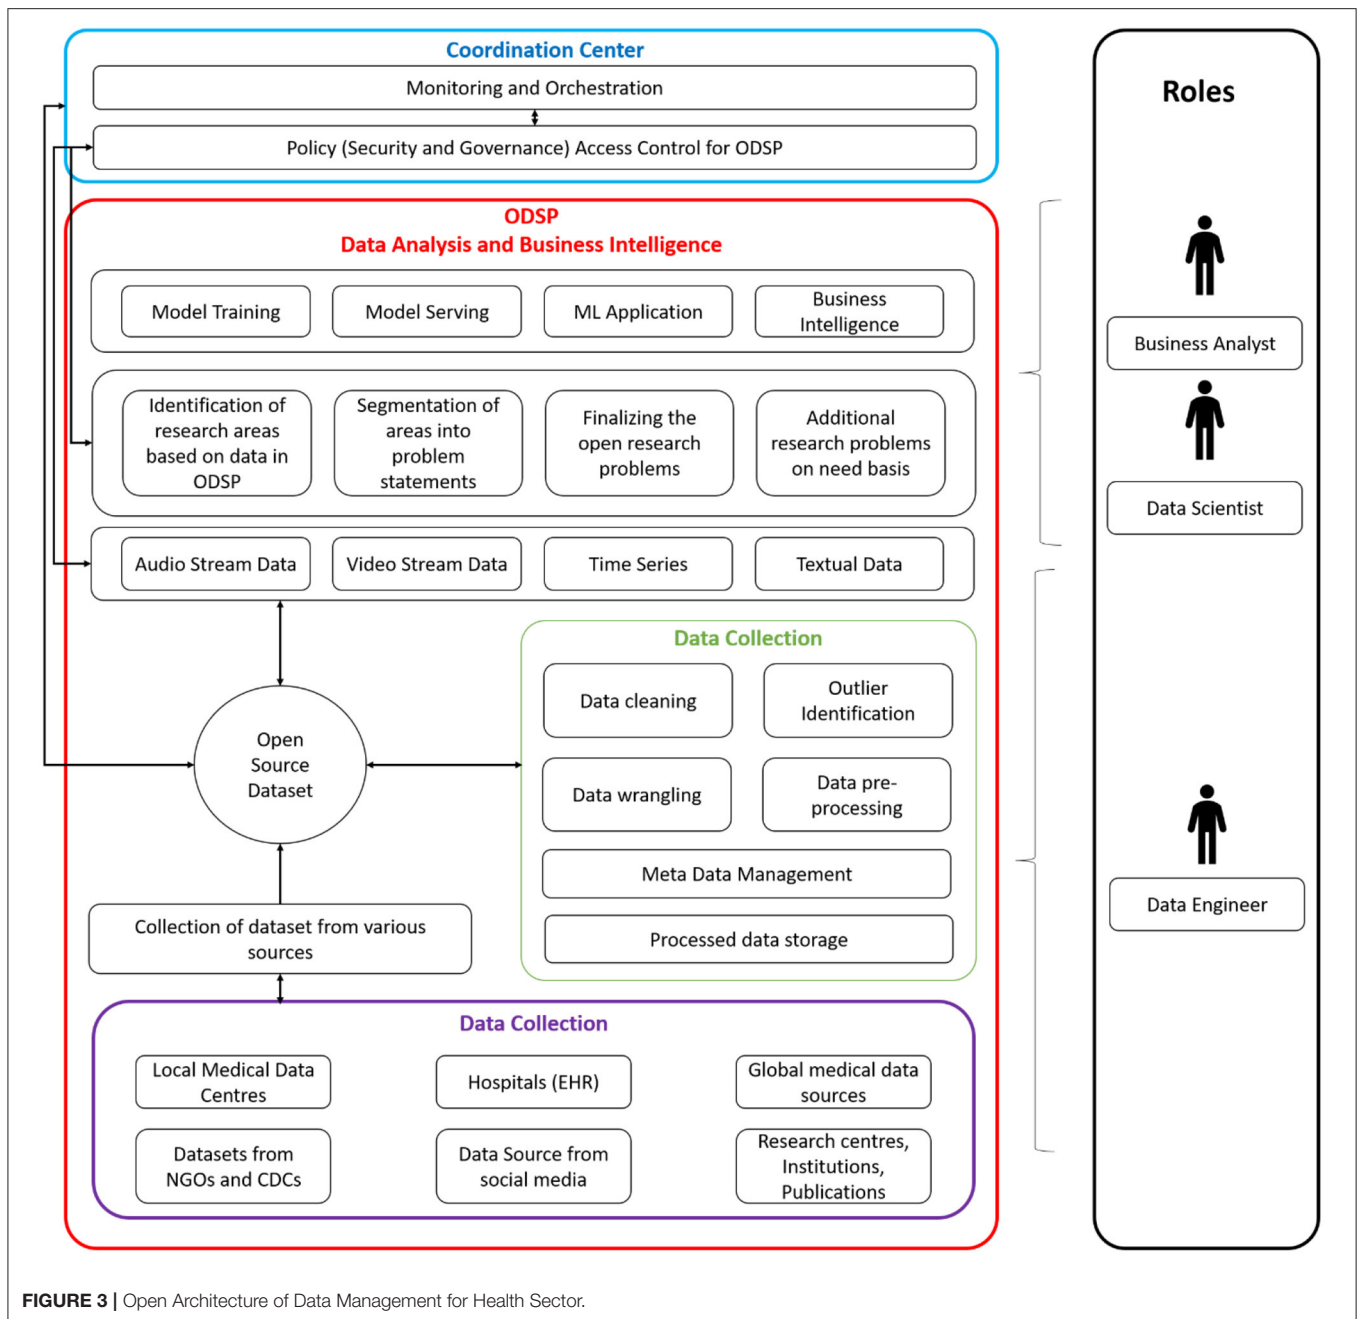 Coordination Center
Monitoring and Orchestration
Policy (Security and Governance) Access Control for ODSP
ODSP
Data Analysis and Business Intelligence
Model Training
Model Serving
ML Application
Business
Intelligence
Identification of
research areas
based on data in
ODSP
Segmentation of
areas into
problem
statements
Finalizing the
open research
problems
Additional
research problems
on need basis
Audio Stream Data
Video Stream Data
Time Series
Textual Data
Open
Source
Dataset
Data Collection
Data cleaning
Outlier
Identification
Data wrangling
Data pre-
processing
Meta Data Management
Processed data storage
Collection of dataset from various
sources
Data Collection
Local Medical Data
Centres
Hospitals (EHR)
Global medical data
sources
Datasets from
NGOs and CDCs
Data Source from
social media
Research centres,
Institutions,
Publications
Roles
Business Analyst
Data Scientist
Data Engineer
FIGURE 3 | Open Architecture of Data Management for Health Sector.